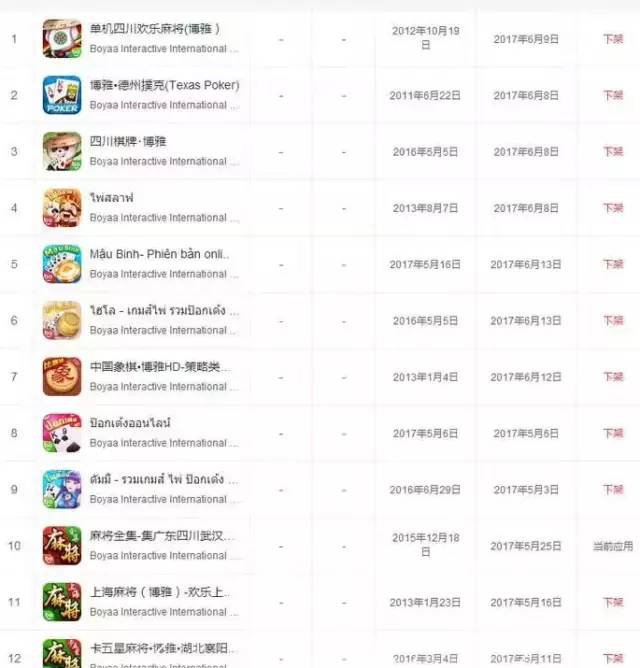 1 单机四川欢乐麻将(博雅） - - 2012年10月19日 2017年6月9日 下架
Boyaa Interactive International ...
2 博雅•德州撲克(Texas Poker) - - 2011年6月22日 2017年6月8日 下架
Boyaa Interactive International ...
3 四川棋牌·博雅 - - 2016年5月5日 2017年6月8日 下架
Boyaa Interactive International ...
4 ไพ่สลาฟ - - 2013年8月7日 2017年6月8日 下架
Boyaa Interactive International ...
5 Mậu Binh- Phiên bản onli.. - - 2017年5月16日 2017年6月13日 下架
Boyaa Interactive International ...
6 ไฮโล - เกมส์ไพ่ รวมป๊อกเด้ง ... - - 2016年5月5日 2017年6月13日 下架
Boyaa Interactive International ...
7 中国象棋•博雅HD-策略类... - - 2013年1月4日 2017年6月12日 下架
Boyaa Interactive International ...
8 ป๊อกเด้งออนไลน์ - - 2017年5月6日 2017年5月6日 下架
Boyaa Interactive International ...
9 ดัมมี่ - รวมเกมส์ ไพ่ ป๊อกเด้ง ... - - 2016年6月29日 2017年5月3日 下架
Boyaa Interactive International ...
10 麻将全集-集广东四川武汉... - - 2015年12月18日 2017年5月25日 当前应用
Boyaa Interactive International ...
11 上海麻将（博雅）-欢乐上... - - 2013年1月23日 2017年5月16日 下架
Boyaa Interactive International ...
12 卡五星麻将•博雅•湖北襄阳... - - 3月4日 2017年5月11日 下架
Boyaa Interactive International ...